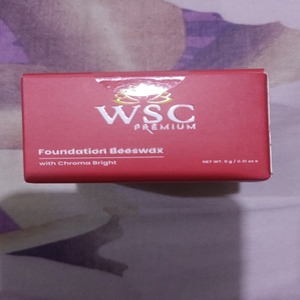 WSC
PREMIUM
Foundation Beeswax
with Chroma Bright